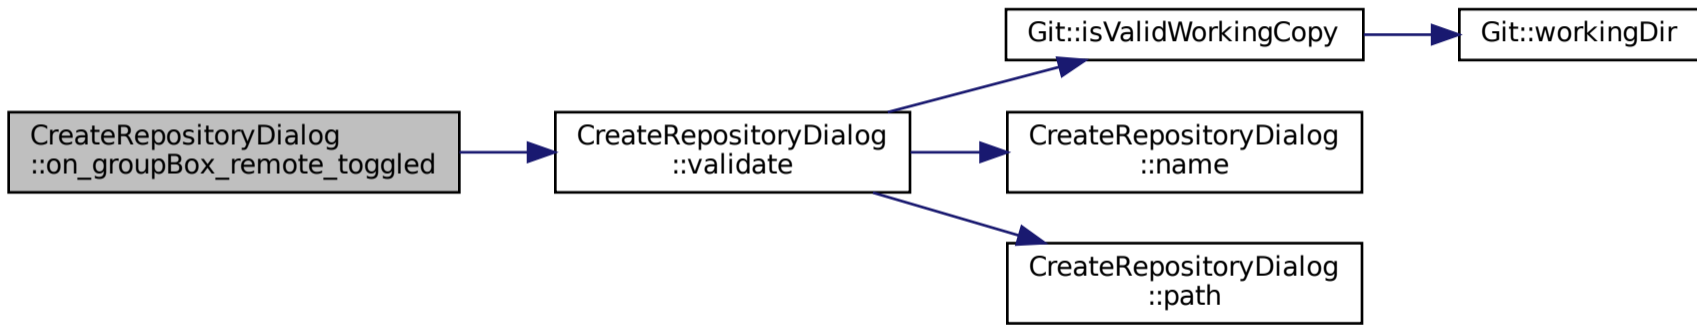 CreateRepositoryDialog
::on_groupBox_remote_toggled
CreateRepositoryDialog
::validate
Git::isValidWorkingCopy
Git::workingDir
CreateRepositoryDialog
::name
CreateRepositoryDialog
::path